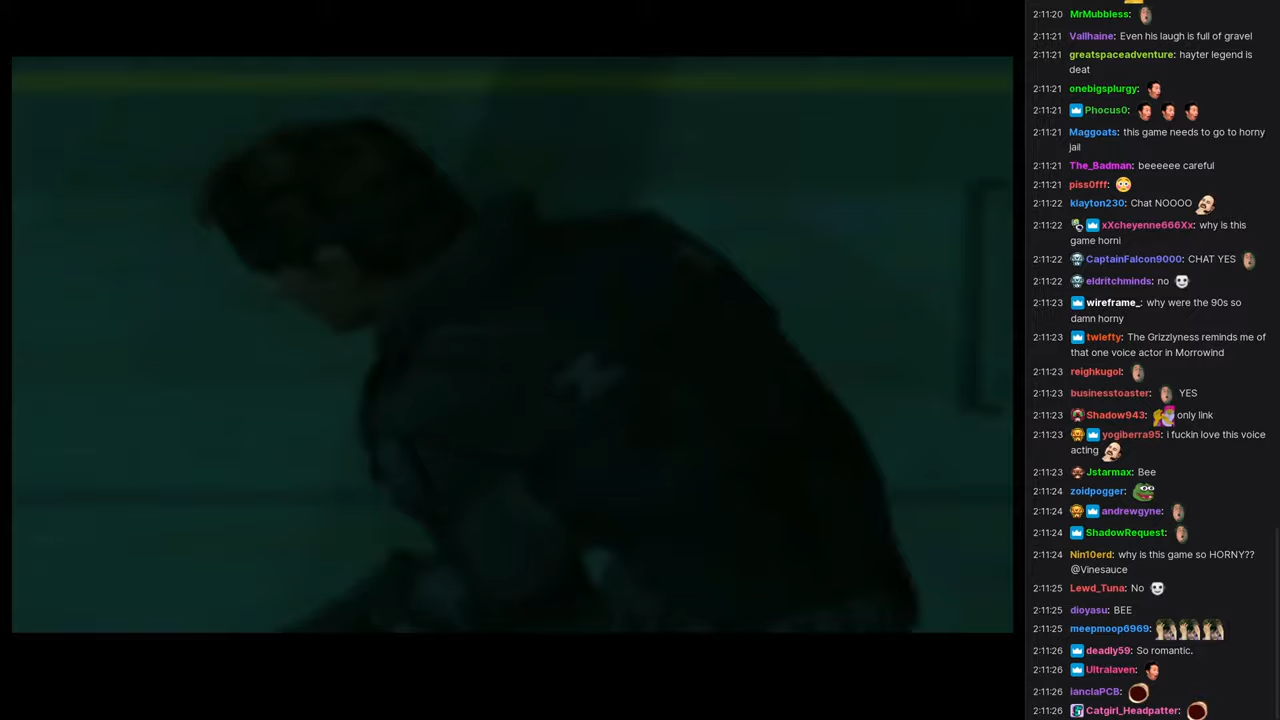 2:11:20 MrMubbless:
2:11:21 Vallhaine: Even his laugh is full of gravel
2:11:21 greatspaceadventure: hayter legend is
deat
2:11:21 onebigsplurgy:
2:11:21 Phocus0:
2:11:21 Maggoats: this game needs to go to horny
jail
2:11:21 The_Badman: beeeeee careful
2:11:21 piss0fff:
2:11:22 klayton230: Chat NOOOO
2:11:22 xXcheyenne666Xx: why is this
game horni
2:11:22 CaptainFalcon9000: CHAT YES
2:11:22 eldritchminds: no
2:11:23 wireframe_: why were the 90s so
damn horny
2:11:23 twiefty: The Grizzlyness reminds me of
that one voice actor in Morrowind
2:11:23 reighkugol:
2:11:23 businesstoaster: YES
2:11:23 Shadow943: only link
2:11:23 yogiberra95: i fuckin love this voice
acting
2:11:23 Jstarmax: Bee
2:11:24 zoidpogger:
2:11:24 andrewgyne:
2:11:24 ShadowRequest:
2:11:24 Nin10erd: why is this game so HORNY??
@Vinesauce
2:11:25 Lewd_Tuna: No
2:11:25 dioyasu: BEE
2:11:25 meepmoop6969:
2:11:26 deadly59: So romantic.
2:11:26 Ultralaven:
2:11:26 ianclaPCB:
2:11:26 Catgirl_Headpatter: